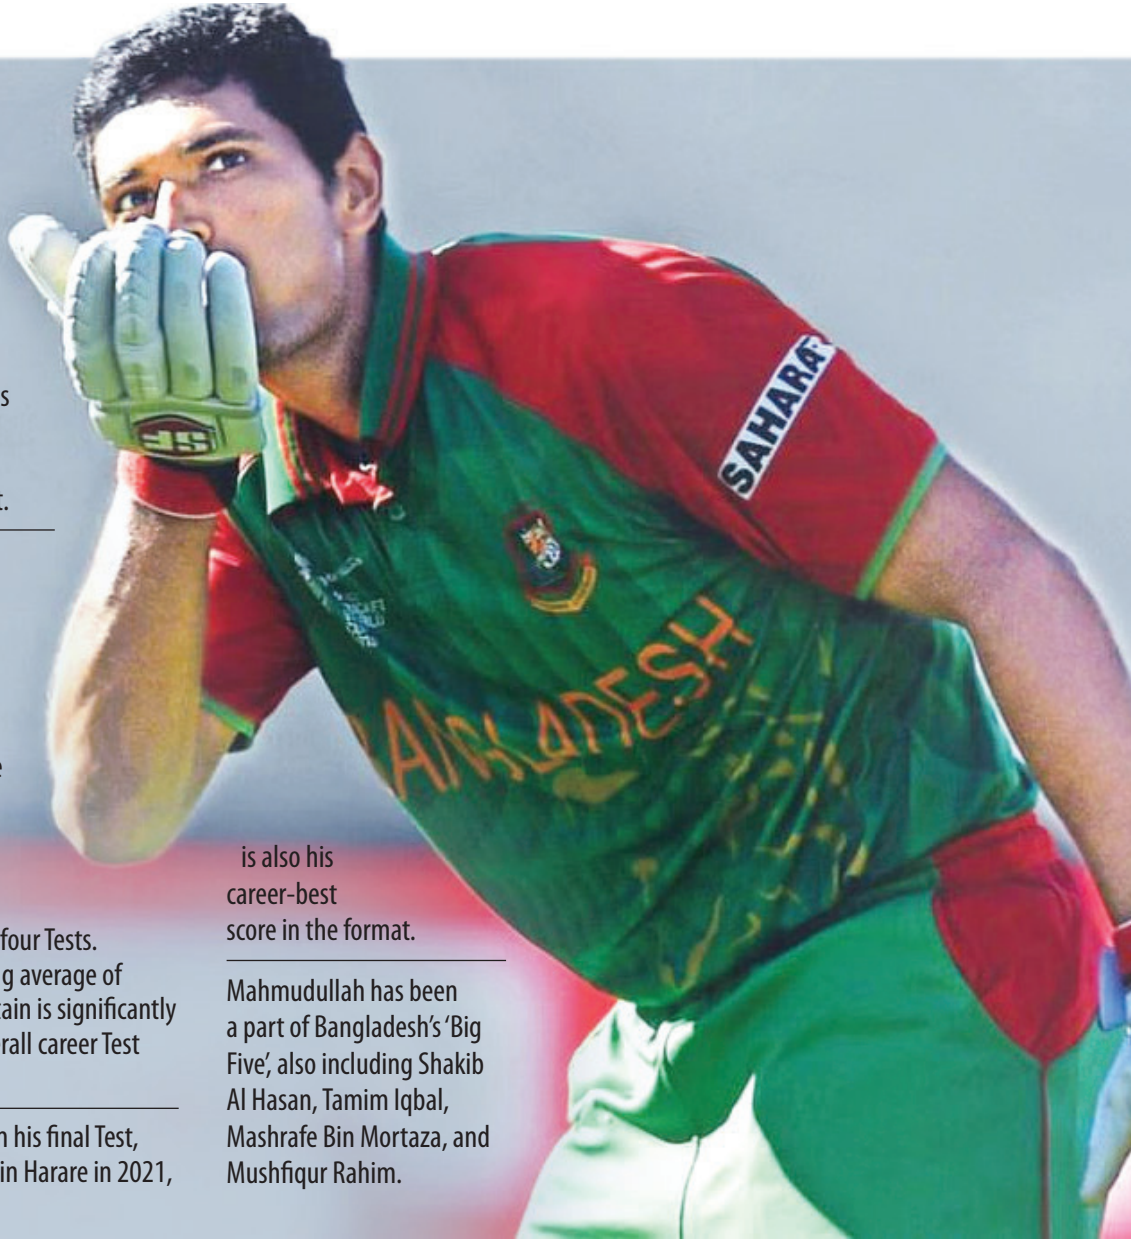 s
t.
e
four Tests.
g average of
tain is significantly
rall career Test
n his final Test,
in Harare in 2021,
is also his
career-best
score in the format.
Mahmudullah has been
a part of Bangladesh's ‘Big
Five’, also including Shakib
Al Hasan, Tamim Iqbal,
Mashrafe Bin Mortaza, and
Mushfiqur Rahim.
SAHARA
SF
BANGLADESH